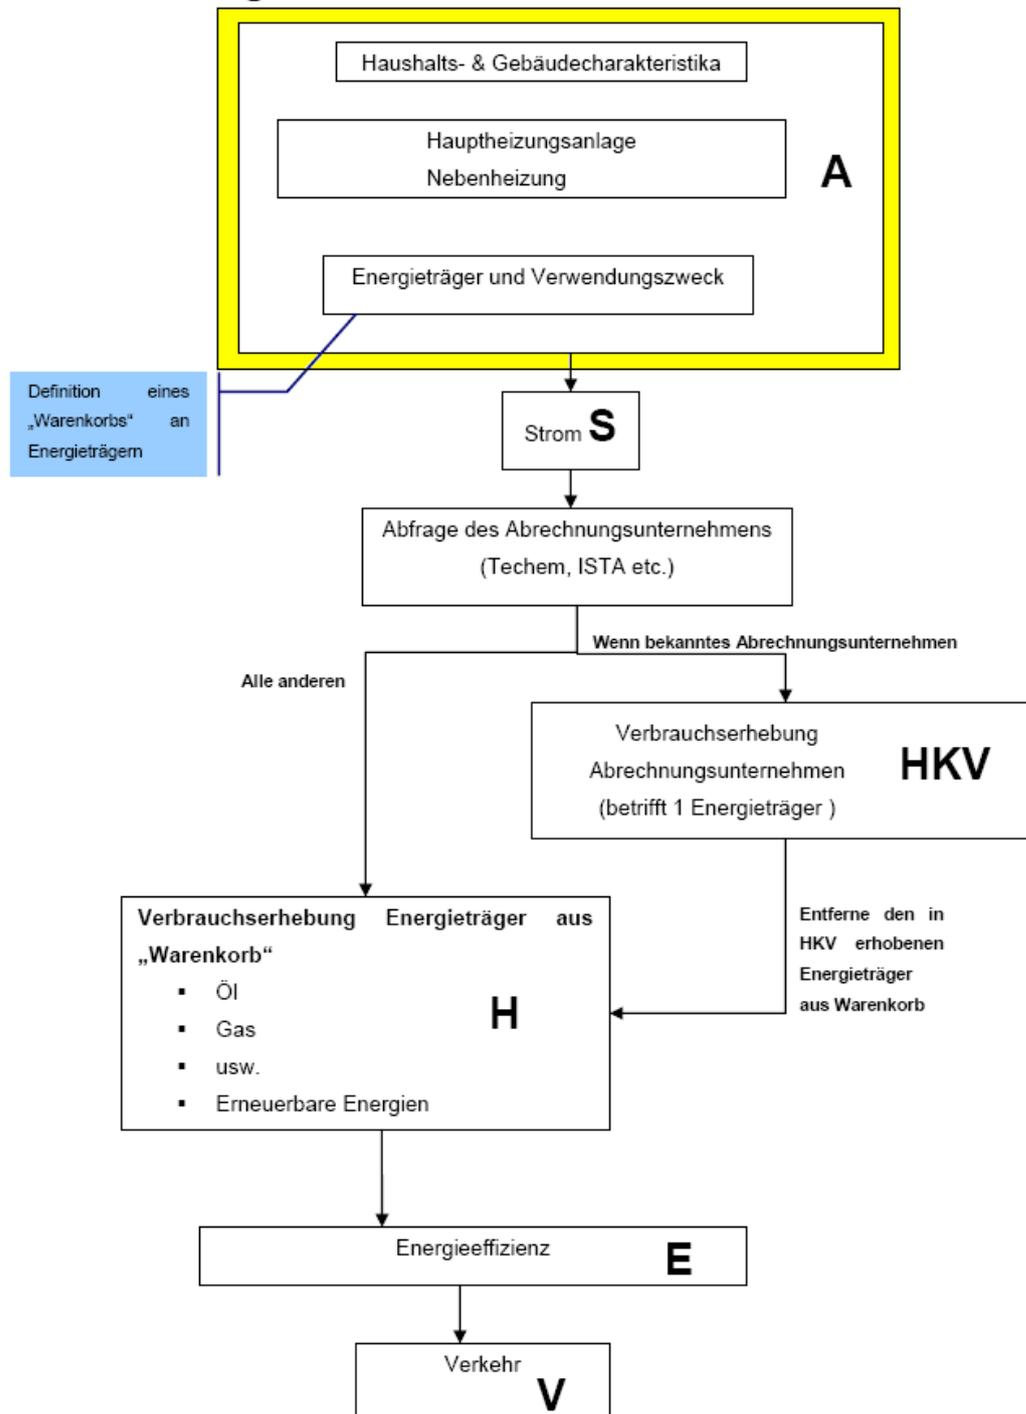 Haushalts- & Gebäudecharakteristika
Hauptheizungsanlage
Nebenheizung
A
Energieträger und Verwendungszweck
Definition eines
„Warenkorbs“ an
Energieträgern
Strom S
Abfrage des Abrechnungsunternehmens
(Techem, ISTA etc.)
Wenn bekanntes Abrechnungsunternehmen
Alle anderen
Verbrauchserhebung
Abrechnungsunternehmen
(betrifft 1 Energieträger )
HKV
Entferne den in
HKV erhobenen
Energieträger
aus Warenkorb
Verbrauchserhebung Energieträger aus
„Warenkorb“
▪ Öl
▪ Gas
▪ usw.
▪ Erneuerbare Energien
H
Energieeffizienz
E
Verkehr
V